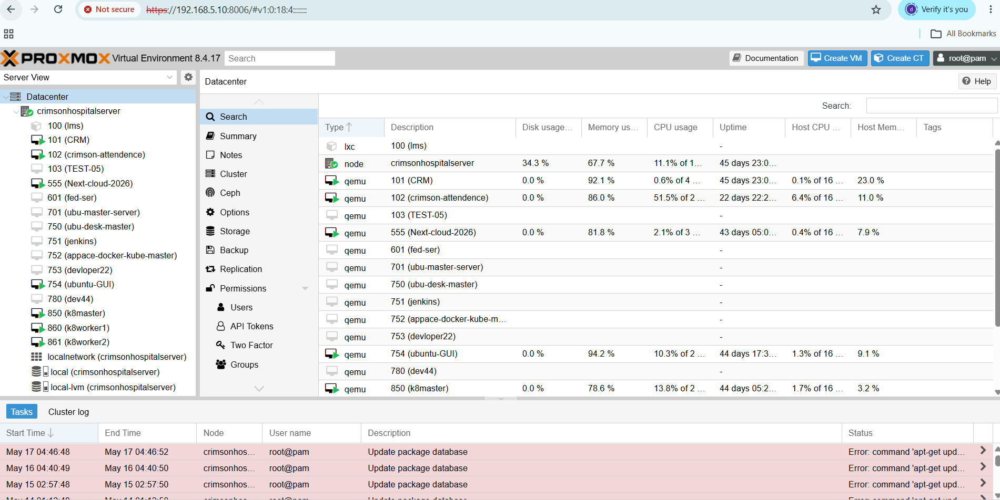 Not secure https://192.168.5.10:8006/#v1:0:18:4::::::: Verify it's you
All Bookmarks
PROXMOX Virtual Environment 8.4.17 Search Documentation Create VM Create CT root@pam
Server View
Datacenter
crimsonhospitalserver
100 (lms)
101 (CRM)
102 (crimson-attendence)
103 (TEST-05)
555 (Next-cloud-2026)
601 (fed-ser)
701 (ubu-master-server)
750 (ubu-desk-master)
751 (jenkins)
752 (appace-docker-kube-master)
753 (devloper22)
754 (ubuntu-GUI)
780 (dev44)
850 (k8master)
860 (k8worker1)
861 (k8worker2)
localnetwork (crimsonhospitalserver)
local (crimsonhospitalserver)
local-lvm (crimsonhospitalserver)
Datacenter Help
Search
Summary
Notes
Cluster
Ceph
Options
Storage
Backup
Replication
Permissions
Users
API Tokens
Two Factor
Groups
Search:
Type Description Disk usage... Memory us... CPU usage Uptime Host CPU ... Host Mem... Tags
lxc 100 (lms) -
node crimsonhospitalserver 34.3 % 67.7 % 11.1% of 1... 45 days 23:0...
qemu 101 (CRM) 0.0 % 92.1 % 0.6% of 4 ... 45 days 23:0... 0.1% of 16 ... 23.0 %
qemu 102 (crimson-attendence) 0.0 % 86.0 % 51.5% of 2 ... 22 days 22:2... 6.4% of 16 ... 11.0 %
qemu 103 (TEST-05) -
qemu 555 (Next-cloud-2026) 0.0 % 81.8 % 2.1% of 3 ... 43 days 05:0... 0.4% of 16 ... 7.9 %
qemu 601 (fed-ser) -
qemu 701 (ubu-master-server) -
qemu 750 (ubu-desk-master) -
qemu 751 (jenkins) -
qemu 752 (appace-docker-kube-m... -
qemu 753 (devloper22) -
qemu 754 (ubuntu-GUI) 0.0 % 94.2 % 10.3% of 2 ... 44 days 17:3... 1.3% of 16 ... 9.1 %
qemu 780 (dev44) -
qemu 850 (k8master) 0.0 % 78.6 % 13.8% of 2 ... 44 days 05:2... 1.7% of 16 ... 3.2 %
Tasks Cluster log
Start Time End Time Node User name Description Status
May 17 04:46:48 May 17 04:46:52 crimsonhos... root@pam Update package database Error: command 'apt-get upd...
May 16 04:40:49 May 16 04:40:50 crimsonhos... root@pam Update package database Error: command 'apt-get upd...
May 15 02:57:48 May 15 02:57:50 crimsonhos... root@pam Update package database Error: command 'apt-get upd...